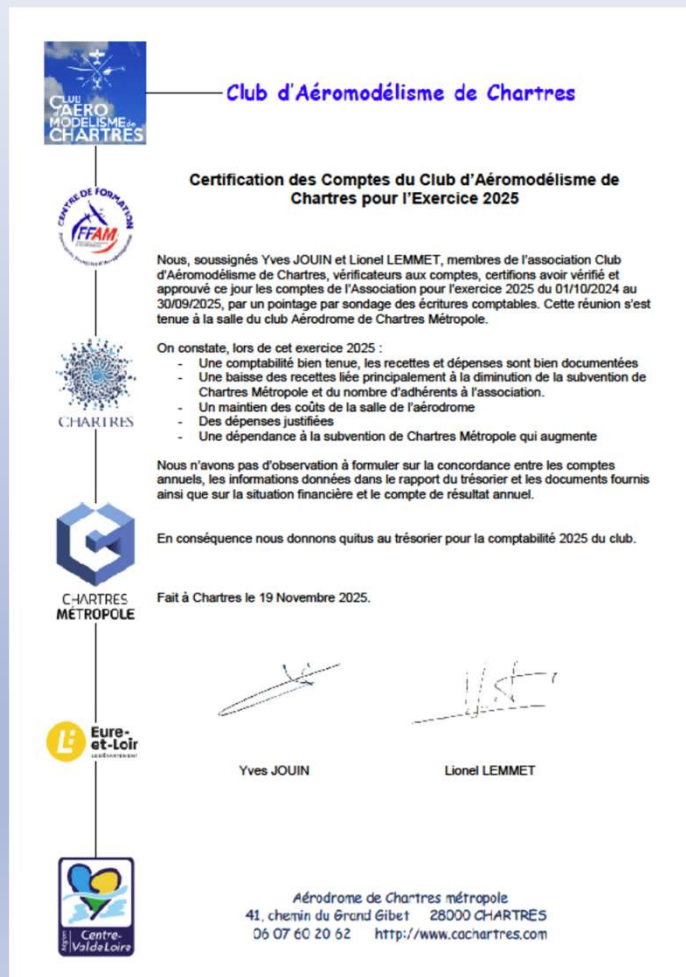 CLUB
D'AÉRO
MODELISME de
CHARTRES
Club d'Aéromodélisme de Chartres
Certification des Comptes du Club d'Aéromodélisme de
Chartres pour l'Exercice 2025
CENTRE DE FORMATION
FFAM
Nous, soussignés Yves JOUIN et Lionel LEMMET, membres de l'association Club
d'Aéromodélisme de Chartres, vérificateurs aux comptes, certifions avoir vérifié et
approuvé ce jour les comptes de l'Association pour l'exercice 2025 du 01/10/2024 au
30/09/2025, par un pointage par sondage des écritures comptables. Cette réunion s'est
tenue à la salle du club Aérodrome de Chartres Métropole.
On constate, lors de cet exercice 2025 :
- Une comptabilité bien tenue, les recettes et dépenses sont bien documentées
- Une baisse des recettes liée principalement à la diminution de la subvention de
Chartres Métropole et du nombre d'adhérents à l'association.
- Un maintien des coûts de la salle de l'aérodrome
- Des dépenses justifiées
- Une dépendance à la subvention de Chartres Métropole qui augmente
CHARTRES
Nous n'avons pas d'observation à formuler sur la concordance entre les comptes
annuels, les informations données dans le rapport du trésorier et les documents fournis
ainsi que sur la situation financière et le compte de résultat annuel.
En conséquence nous donnons quitus au trésorier pour la comptabilité 2025 du club.
CHARTRES
MÉTROPOLE
Fait à Chartres le 19 Novembre 2025.
Eure-
et-Loir
LE DÉPARTEMENT
Yves JOUIN
Lionel LEMMET
Région
Centre-
Val de Loire
Aérodrome de Chartres métropole
41, chemin du Grand Gibet 28000 CHARTRES
06 07 60 20 62 http://www.cachartres.com